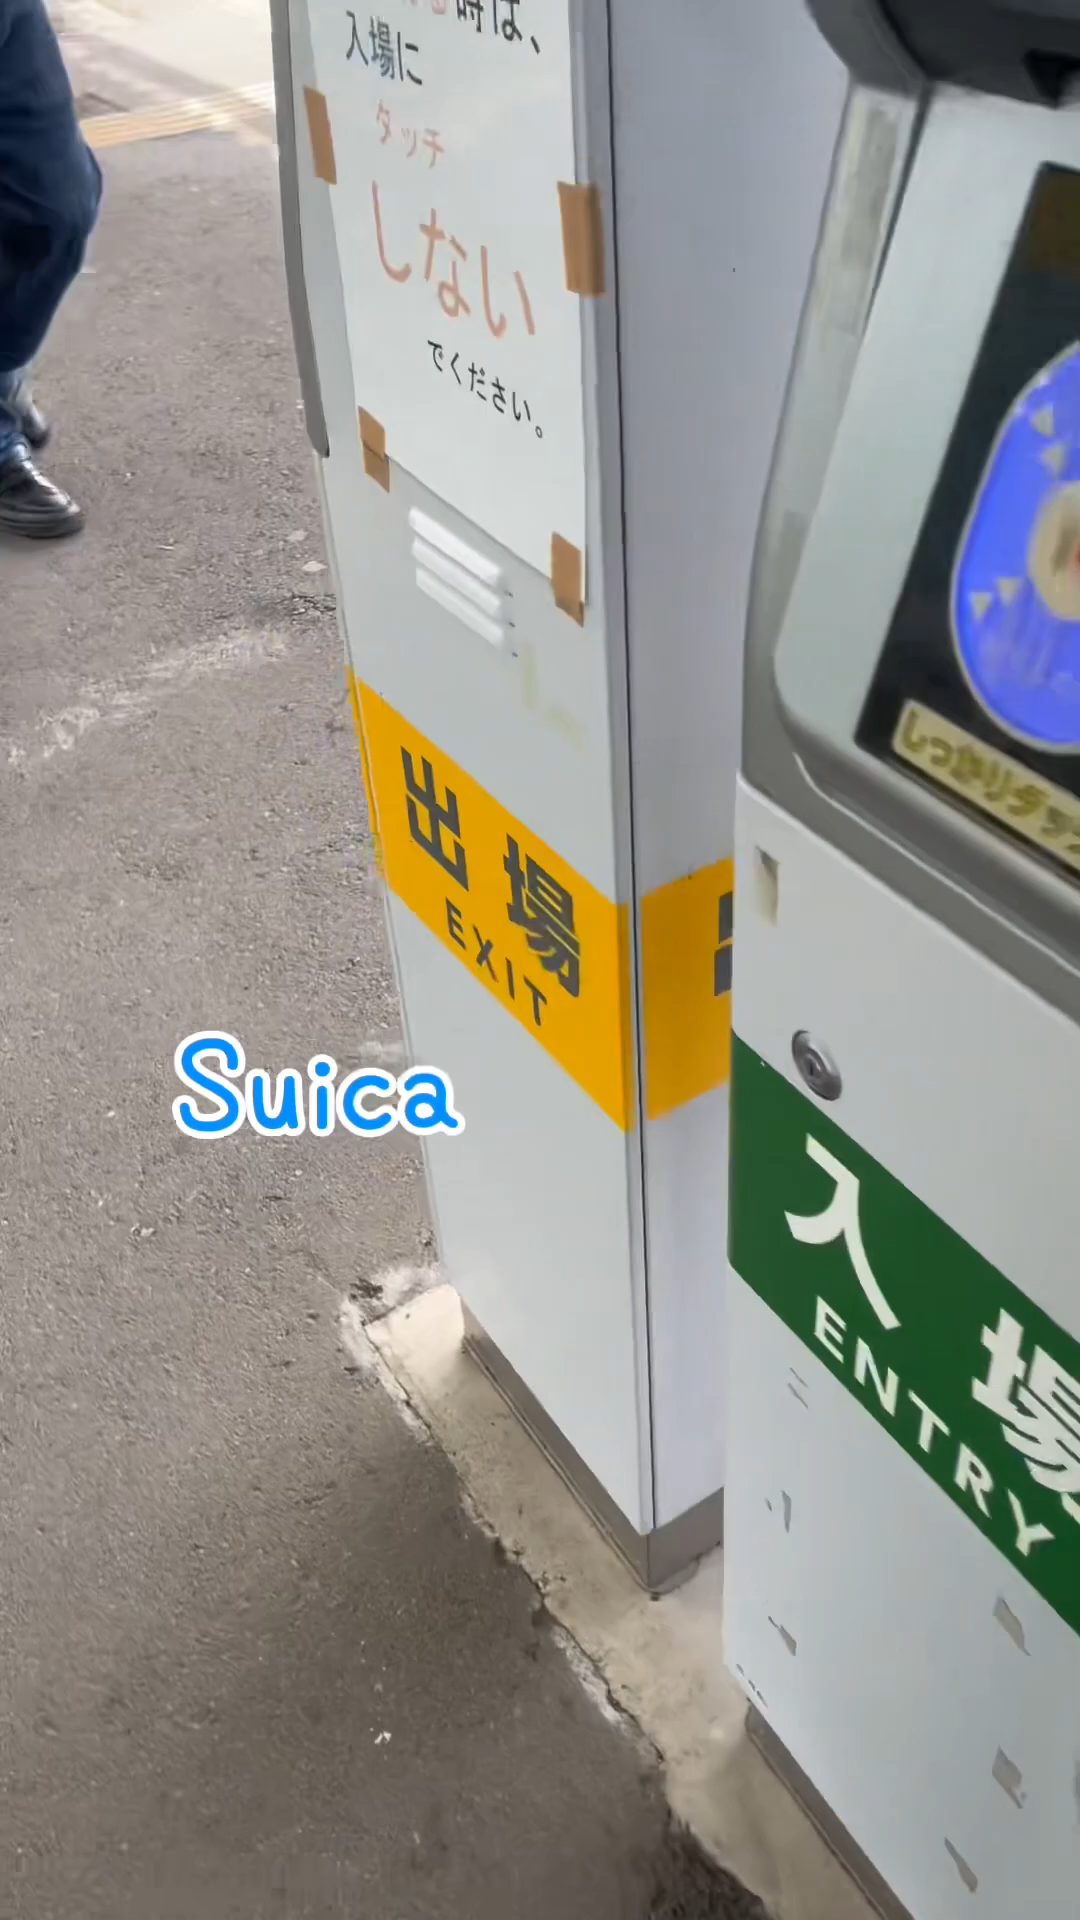 時は、
入場に
タッチ
しない
でください。
出場
EXIT
Suica
しっかりタッ
入場
ENTRY